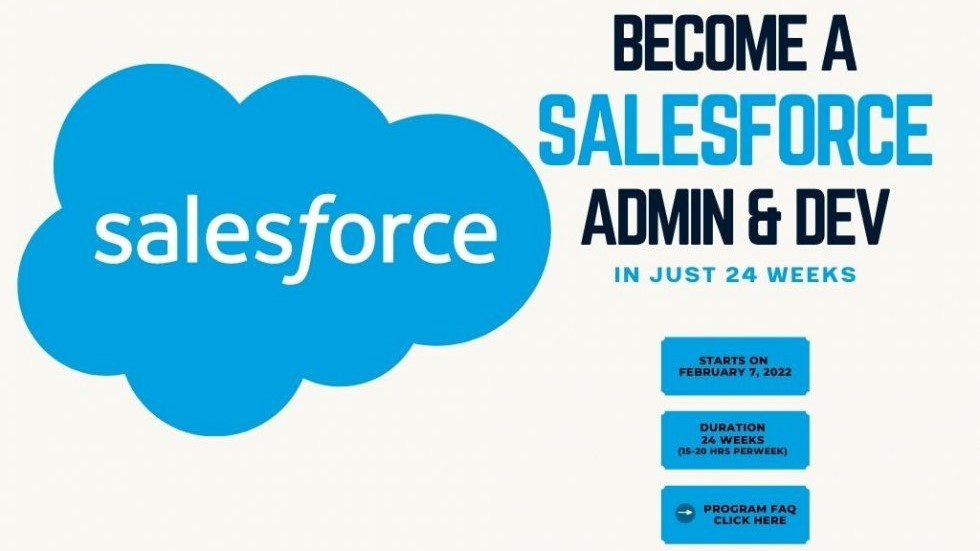 salesforce
BECOME A
SALESFORCE
ADMIN & DEV
IN JUST 24 WEEKS
STARTS ON
FEBRUARY 7, 2022
DURATION
24 WEEKS
(15-20 HRS PERWEEK)
PROGRAM FAQ
CLICK HERE